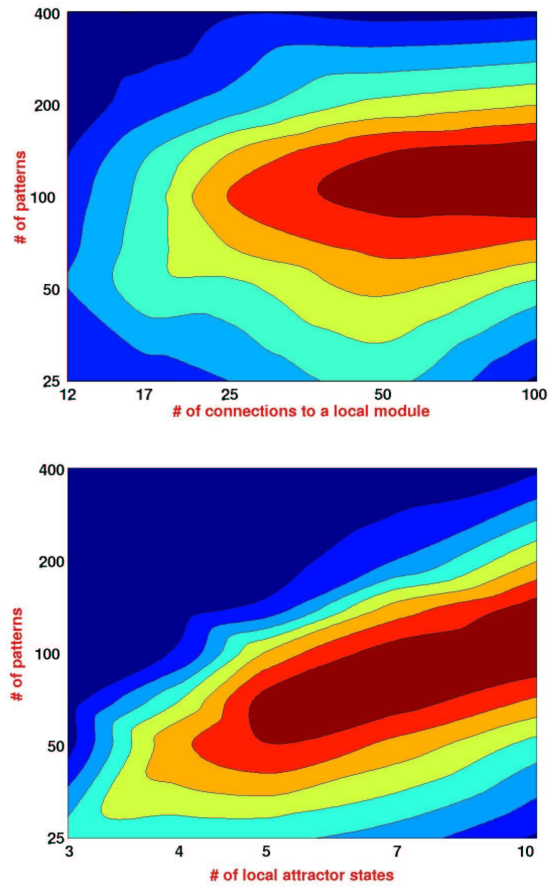 400
200
100
50
25
# of patterns
12 17 25 50 100
# of connections to a local module
400
200
100
50
25
# of patterns
3 4 5 7 10
# of local attractor states